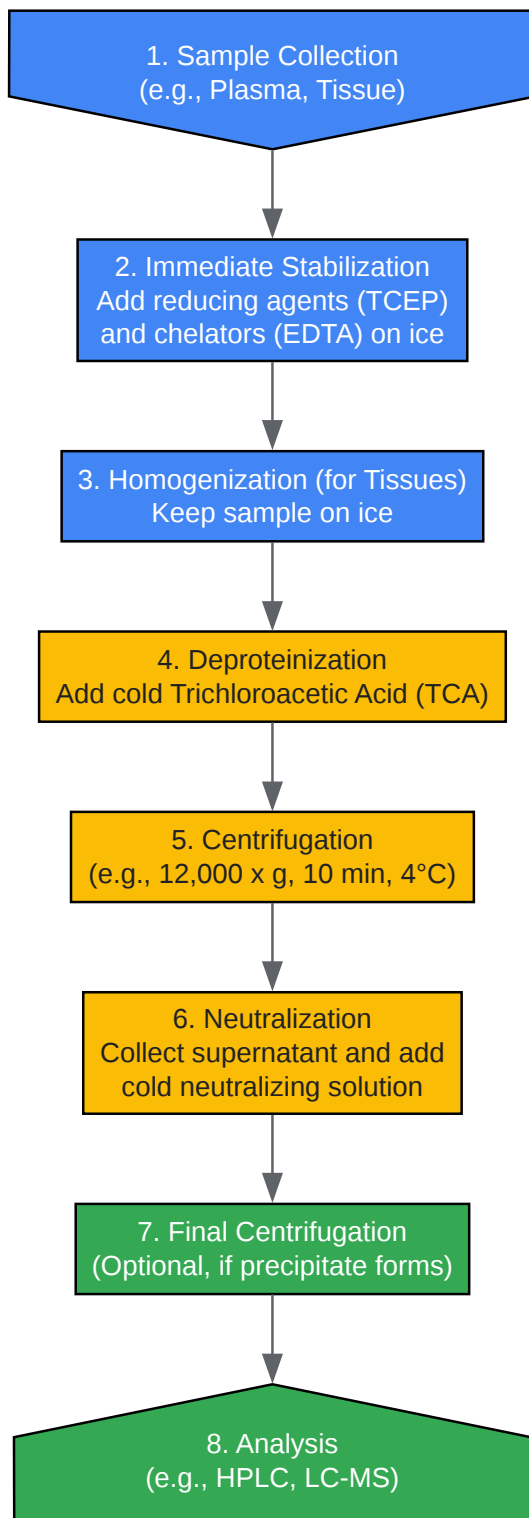 1. Sample Collection
(e.g., Plasma, Tissue)
2. Immediate Stabilization
Add reducing agents (TCEP)
and chelators (EDTA) on ice
3. Homogenization (for Tissues)
Keep sample on ice
4. Deproteinization
Add cold Trichloroacetic Acid (TCA)
5. Centrifugation
(e.g., 12,000 x g, 10 min, 4°C)
6. Neutralization
Collect supernatant and add
cold neutralizing solution
7. Final Centrifugation
(Optional, if precipitate forms)
8. Analysis
(e.g., HPLC, LC-MS)